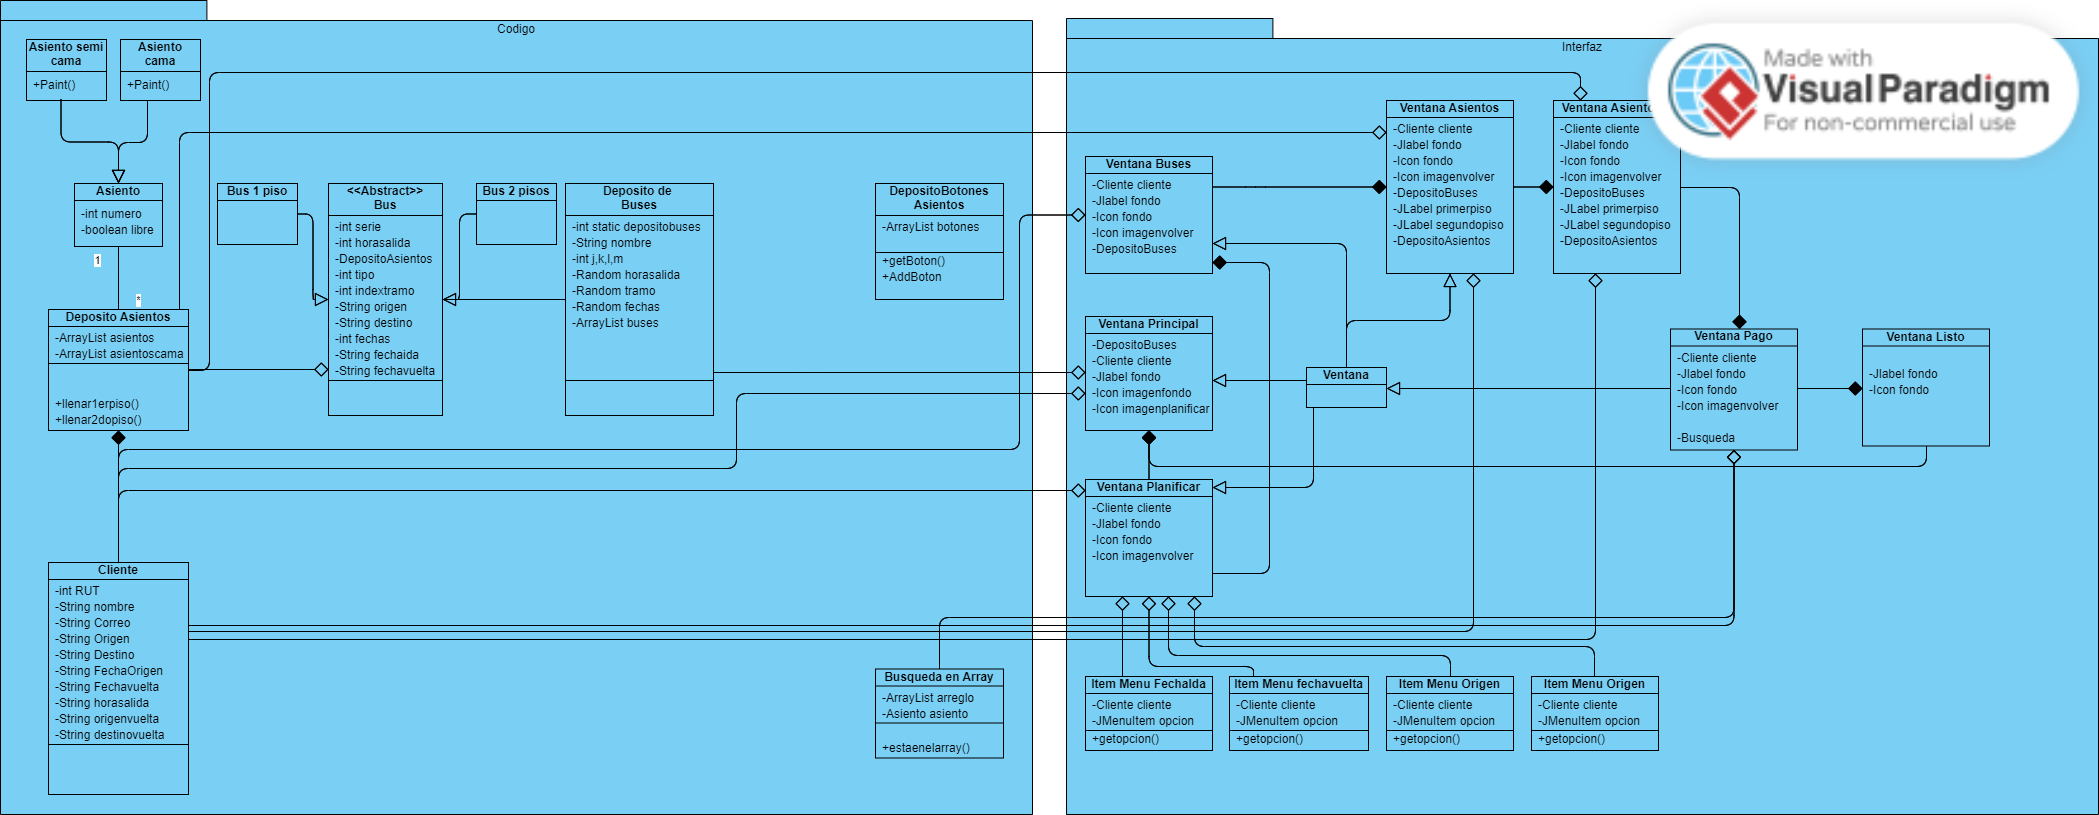 Codigo
Asiento semi
cama
+Paint()
Asiento
cama
+Paint()
Asiento
-int numero
-boolean libre
1
*
Deposito Asientos
-ArrayList asientos
-ArrayList asientoscama
+llenar1erpiso()
+llenar2dopiso()
Bus 1 piso
<<Abstract>>
Bus
-int serie
-int horasalida
-DepositoAsientos
-int tipo
-int indextramo
-String origen
-String destino
-int fechas
-String fechaida
-String fechavuelta
Bus 2 pisos
Deposito de
Buses
-int static depositobuses
-String nombre
-int j,k,l,m
-Random horasalida
-Random tramo
-Random fechas
-ArrayList buses
DepositoBotones
Asientos
-ArrayList botones
+getBoton()
+AddBoton
Cliente
-int RUT
-String nombre
-String Correo
-String Origen
-String Destino
-String FechaOrigen
-String Fechavuelta
-String horasalida
-String origenvuelta
-String destinovuelta
Busqueda en Array
-ArrayList arreglo
-Asiento asiento
+estaenelarray()
Interfaz
Ventana Buses
-Cliente cliente
-Jlabel fondo
-Icon fondo
-Icon imagenvolver
-DepositoBuses
Ventana Asientos
-Cliente cliente
-Jlabel fondo
-Icon fondo
-Icon imagenvolver
-DepositoBuses
-JLabel primerpiso
-JLabel segundopiso
-DepositoAsientos
Ventana Asiento
-Cliente cliente
-Jlabel fondo
-Icon fondo
-Icon imagenvolver
-DepositoBuses
-JLabel primerpiso
-JLabel segundopiso
-DepositoAsientos
Ventana Principal
-DepositoBuses
-Cliente cliente
-Jlabel fondo
-Icon imagenfondo
-Icon imagenplanificar
Ventana
Ventana Pago
-Cliente cliente
-Jlabel fondo
-Icon fondo
-Icon imagenvolver
-Busqueda
Ventana Listo
-Jlabel fondo
-Icon fondo
Ventana Planificar
-Cliente cliente
-Jlabel fondo
-Icon fondo
-Icon imagenvolver
Item Menu FechaIda
-Cliente cliente
-JMenuItem opcion
+getopcion()
Item Menu fechavuelta
-Cliente cliente
-JMenuItem opcion
+getopcion()
Item Menu Origen
-Cliente cliente
-JMenuItem opcion
+getopcion()
Item Menu Origen
-Cliente cliente
-JMenuItem opcion
+getopcion()
Made with
Visual Paradigm
For non-commercial use